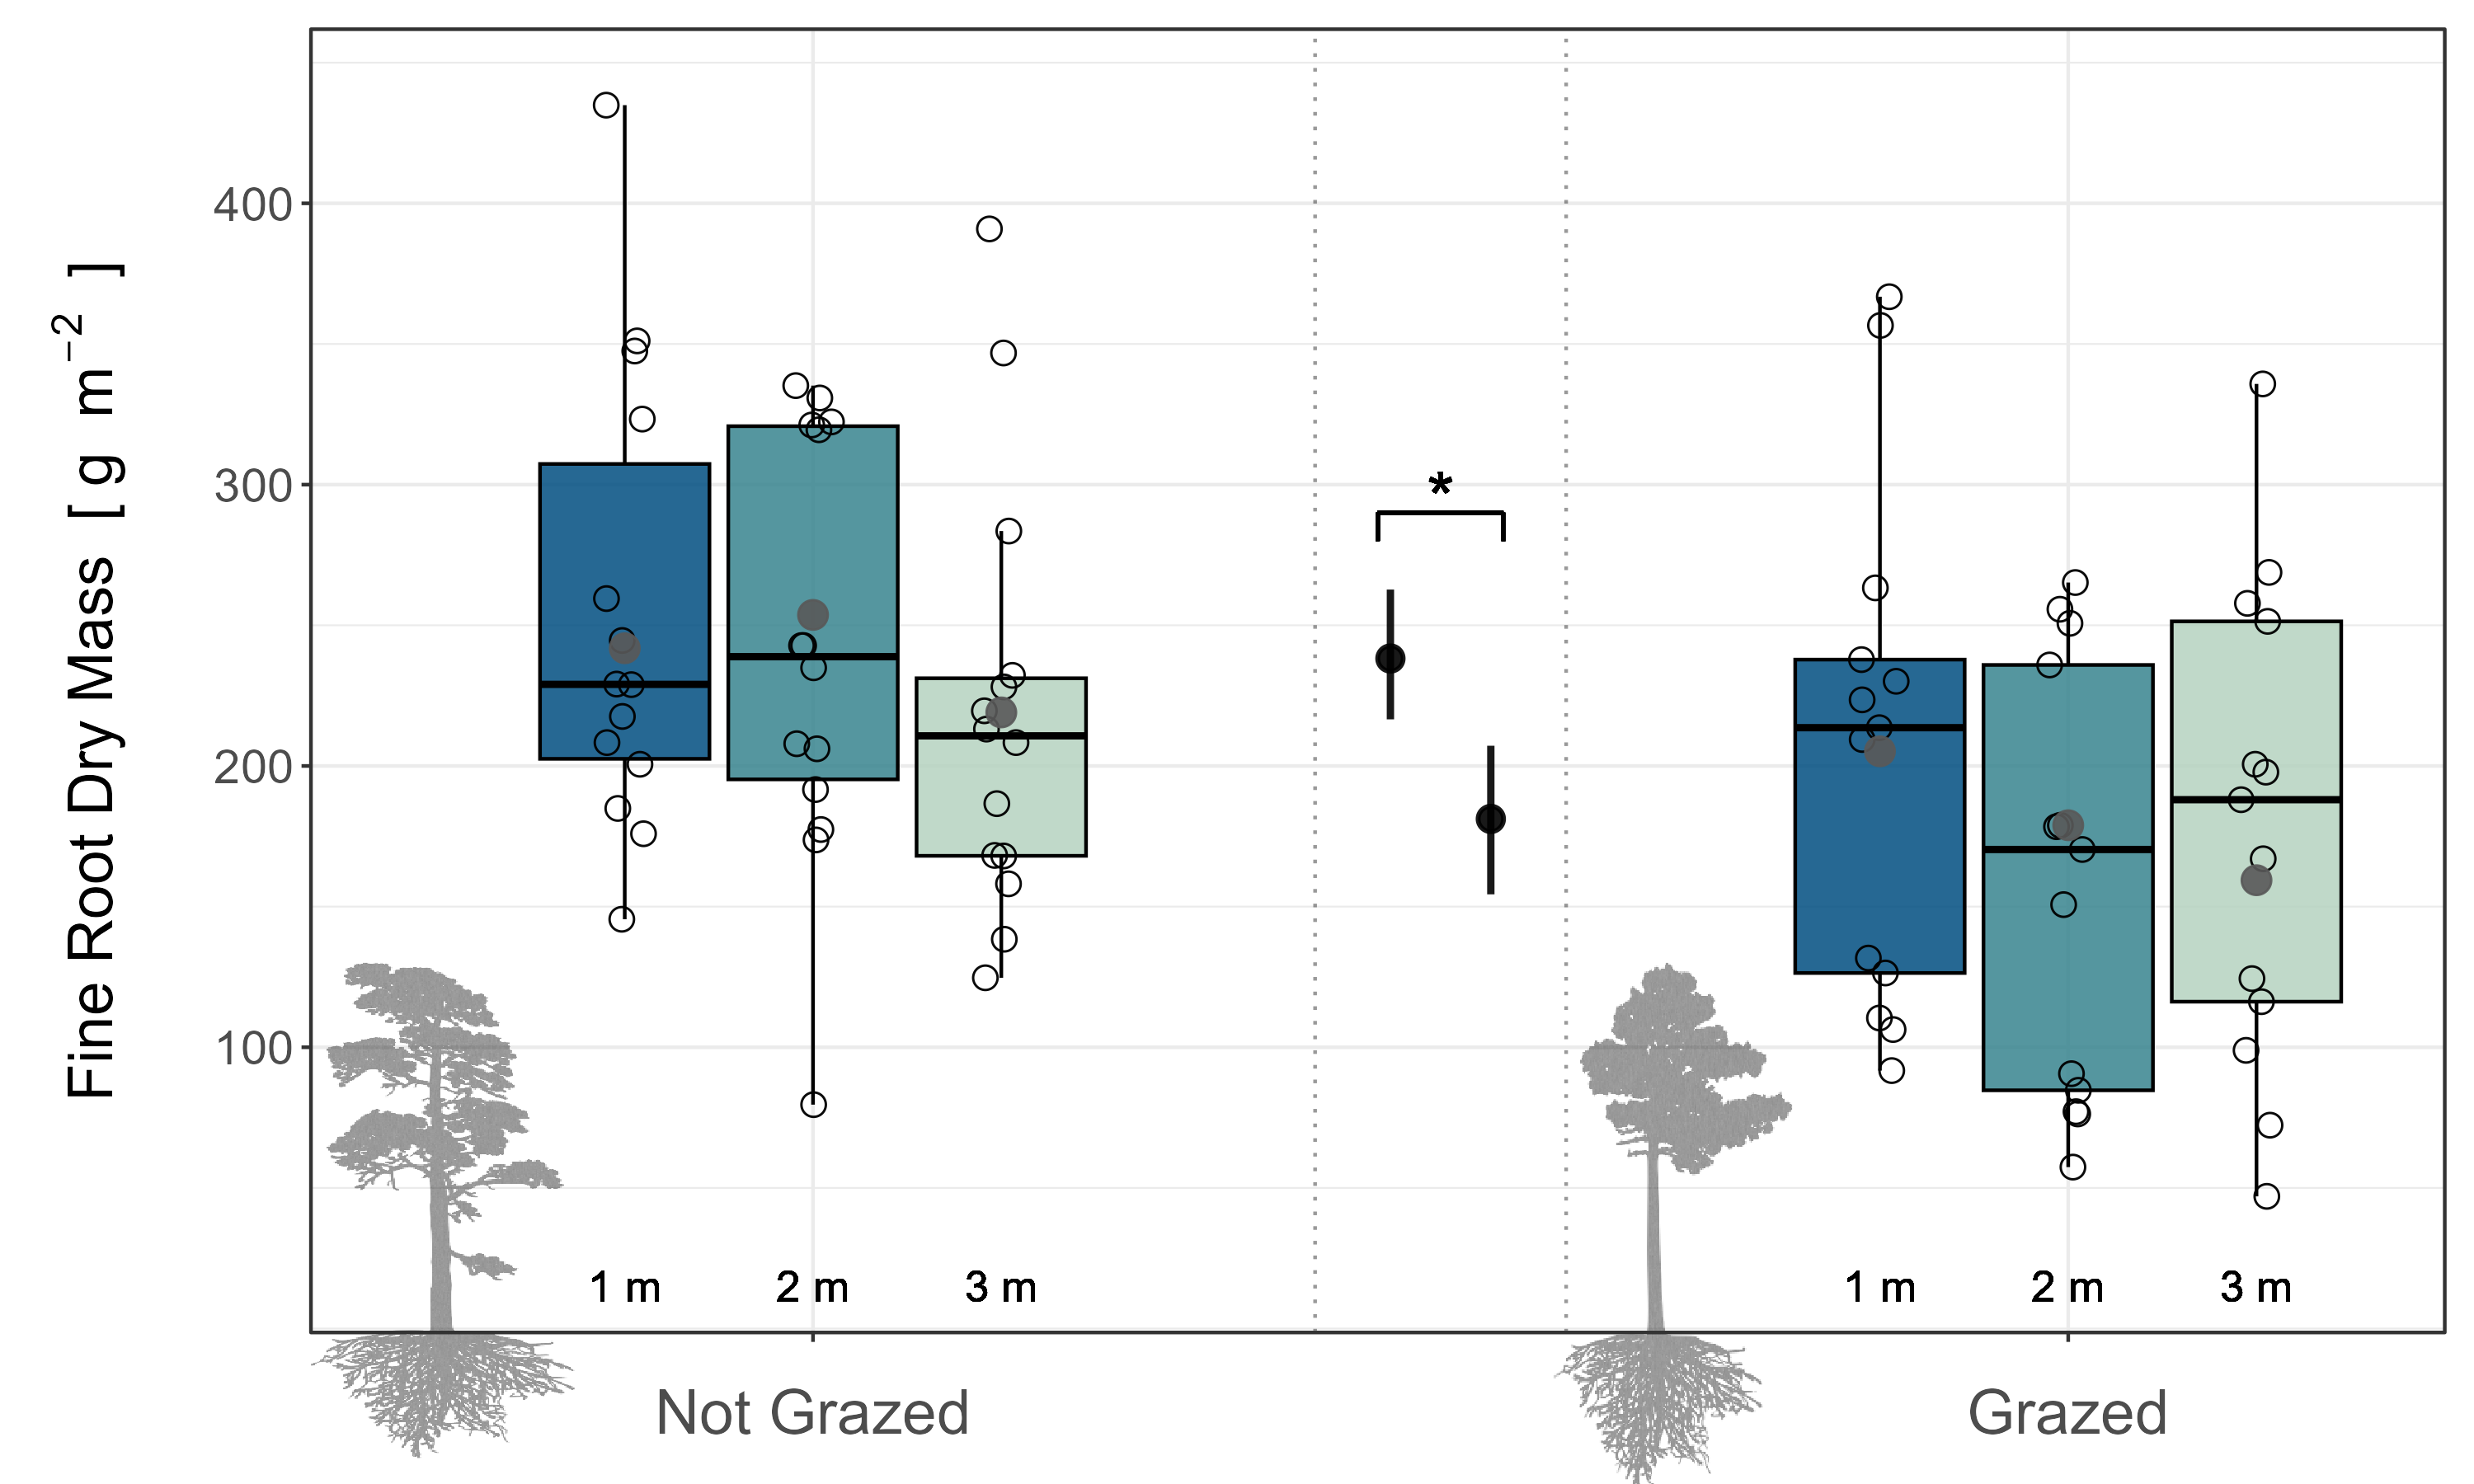 Fine Root Dry Mass [ g m⁻² ]
400
300
200
100
*
1 m 2 m 3 m
1 m 2 m 3 m
Not Grazed
Grazed